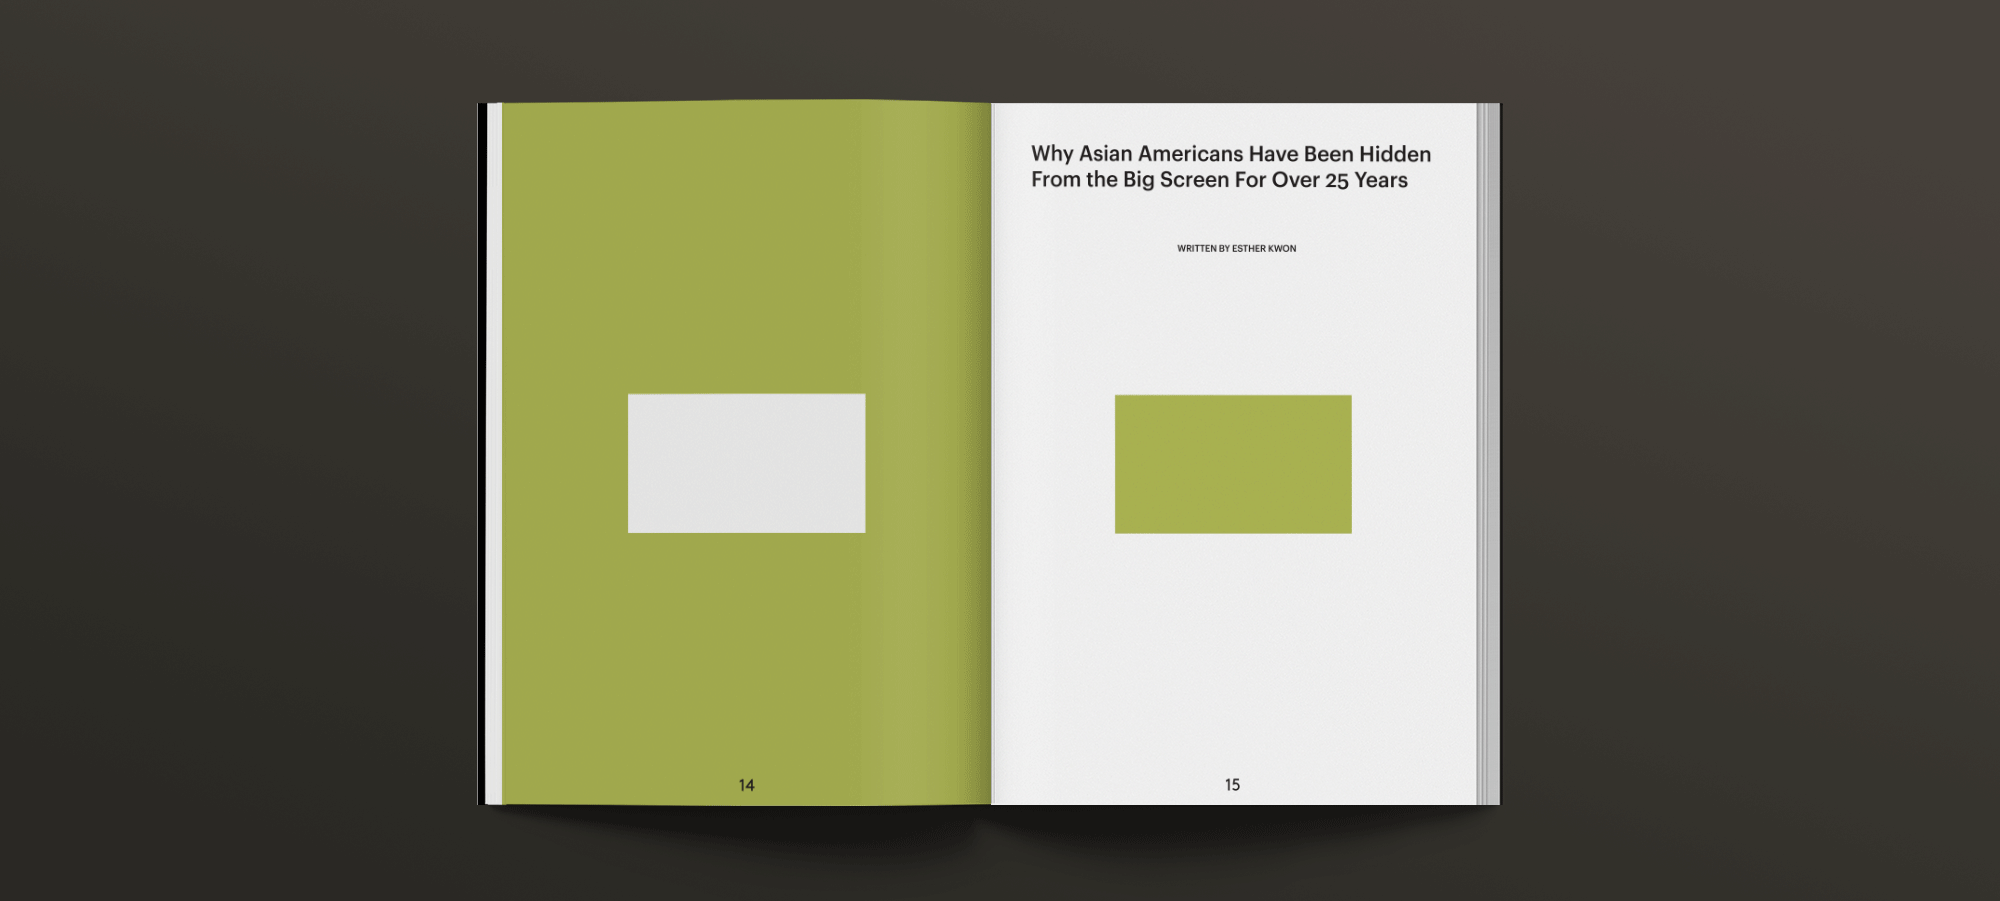 Why Asian Americans Have Been Hidden
From the Big Screen For Over 25 Years
WRITTEN BY ESTHER KWON
14
15